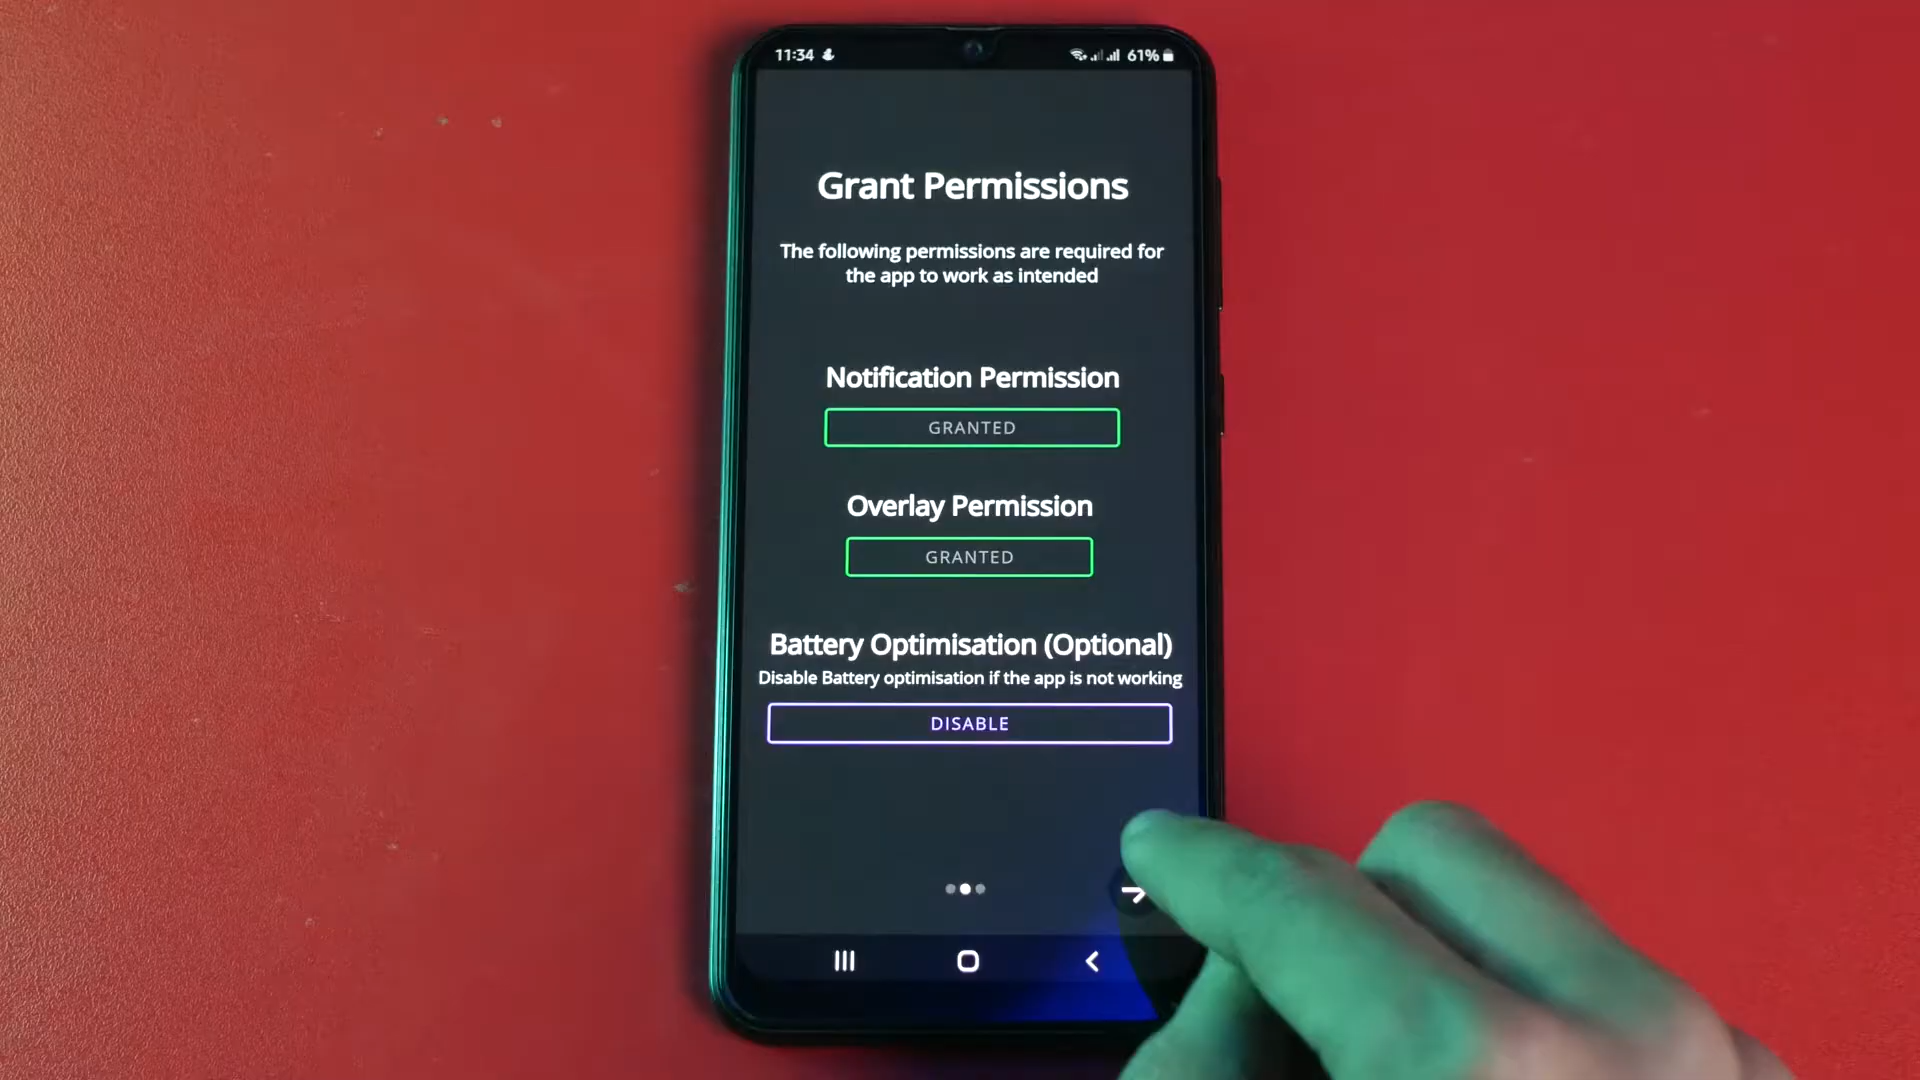 11:34 61%
Grant Permissions
The following permissions are required for
the app to work as intended
Notification Permission
GRANTED
Overlay Permission
GRANTED
Battery Optimisation (Optional)
Disable Battery optimisation if the app is not working
DISABLE